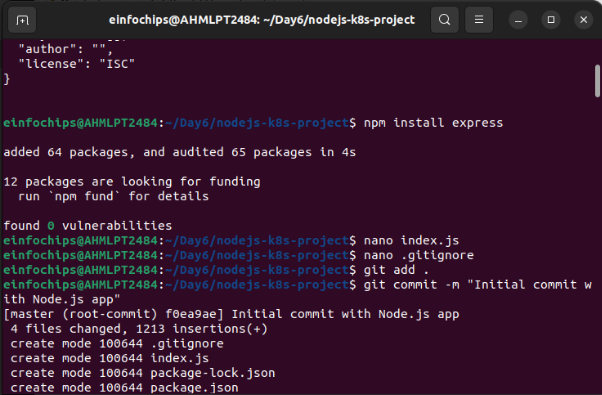 einfochips@AHMLPT2484: ~/Day6/nodejs-k8s-project
"author": "",
"license": "ISC"
}
einfochips@AHMLPT2484:~/Day6/nodejs-k8s-project$ npm install express
added 64 packages, and audited 65 packages in 4s
12 packages are looking for funding
run `npm fund` for details
found 0 vulnerabilities
einfochips@AHMLPT2484:~/Day6/nodejs-k8s-project$ nano index.js
einfochips@AHMLPT2484:~/Day6/nodejs-k8s-project$ nano .gitignore
einfochips@AHMLPT2484:~/Day6/nodejs-k8s-project$ git add .
einfochips@AHMLPT2484:~/Day6/nodejs-k8s-project$ git commit -m "Initial commit w
ith Node.js app"
[master (root-commit) f0ea9ae] Initial commit with Node.js app
4 files changed, 1213 insertions(+)
create mode 100644 .gitignore
create mode 100644 index.js
create mode 100644 package-lock.json
create mode 100644 package.json